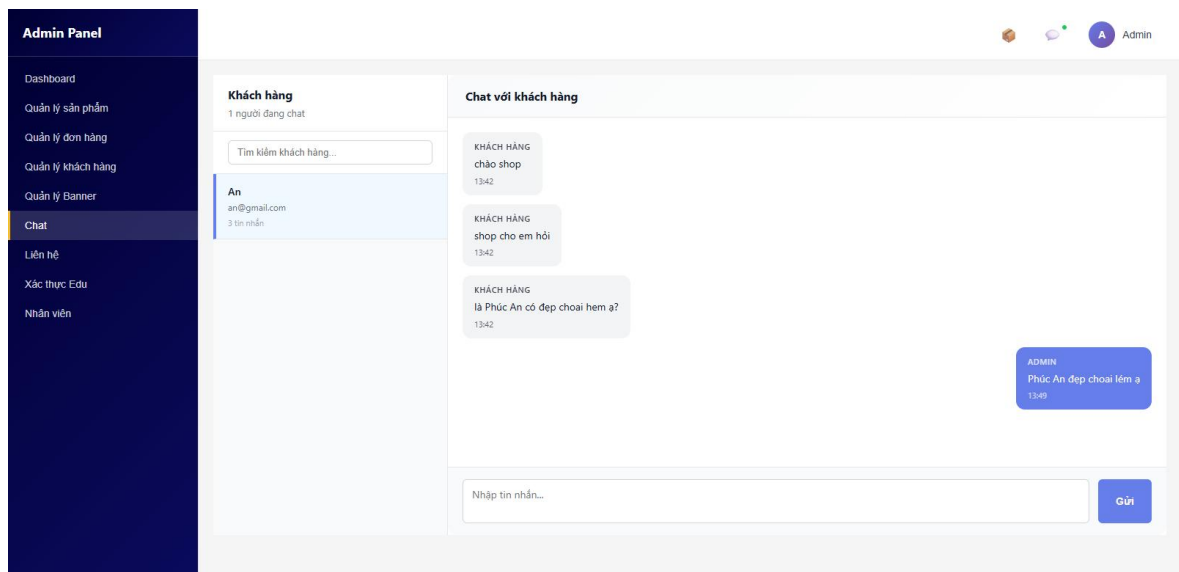 Admin Panel
A
Admin
Dashboard
Quản lý sản phẩm
Quản lý đơn hàng
Quản lý khách hàng
Quản lý Banner
Chat
Liên hệ
Xác thực Edu
Nhân viên
Khách hàng
1 người đang chat
Tìm kiếm khách hàng...
An
an@gmail.com
3 tin nhắn
Chat với khách hàng
KHÁCH HÀNG
chào shop
13:42
KHÁCH HÀNG
shop cho em hỏi
13:42
KHÁCH HÀNG
là Phúc An có đẹp choai hem ạ?
13:42
ADMIN
Phúc An đẹp choai lém ạ
13:49
Nhập tin nhắn...
Gửi